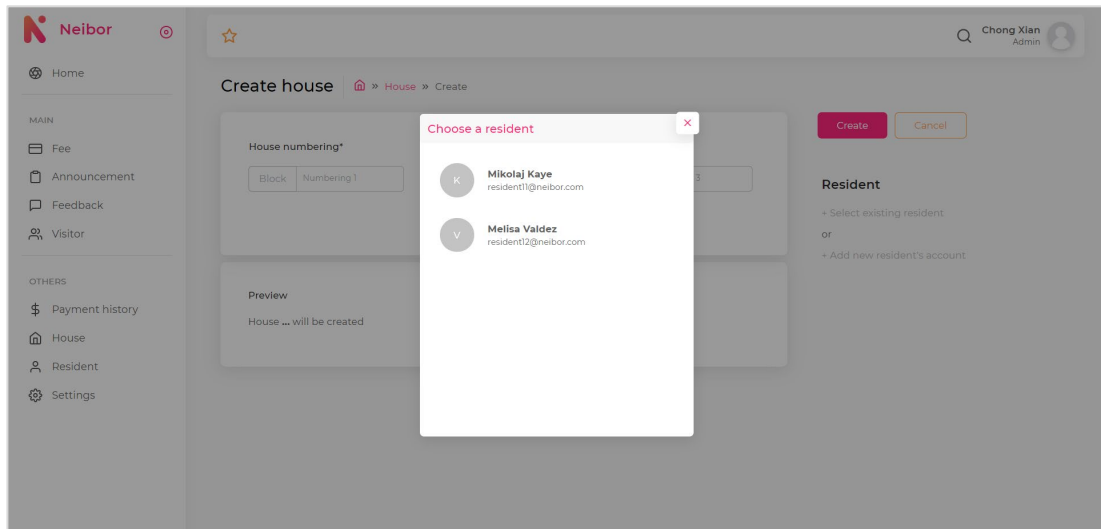 Neibor
Chong Xian
Admin
Home
Create house
» House » Create
MAIN
Fee
Announcement
Feedback
Visitor
OTHERS
Payment history
House
Resident
Settings
House numbering*
Block Numbering 1
3
Preview
House ... will be created
Choose a resident
K
Mikolaj Kaye
resident11@neibor.com
V
Melisa Valdez
resident12@neibor.com
Create Cancel
Resident
+ Select existing resident
or
+ Add new resident's account